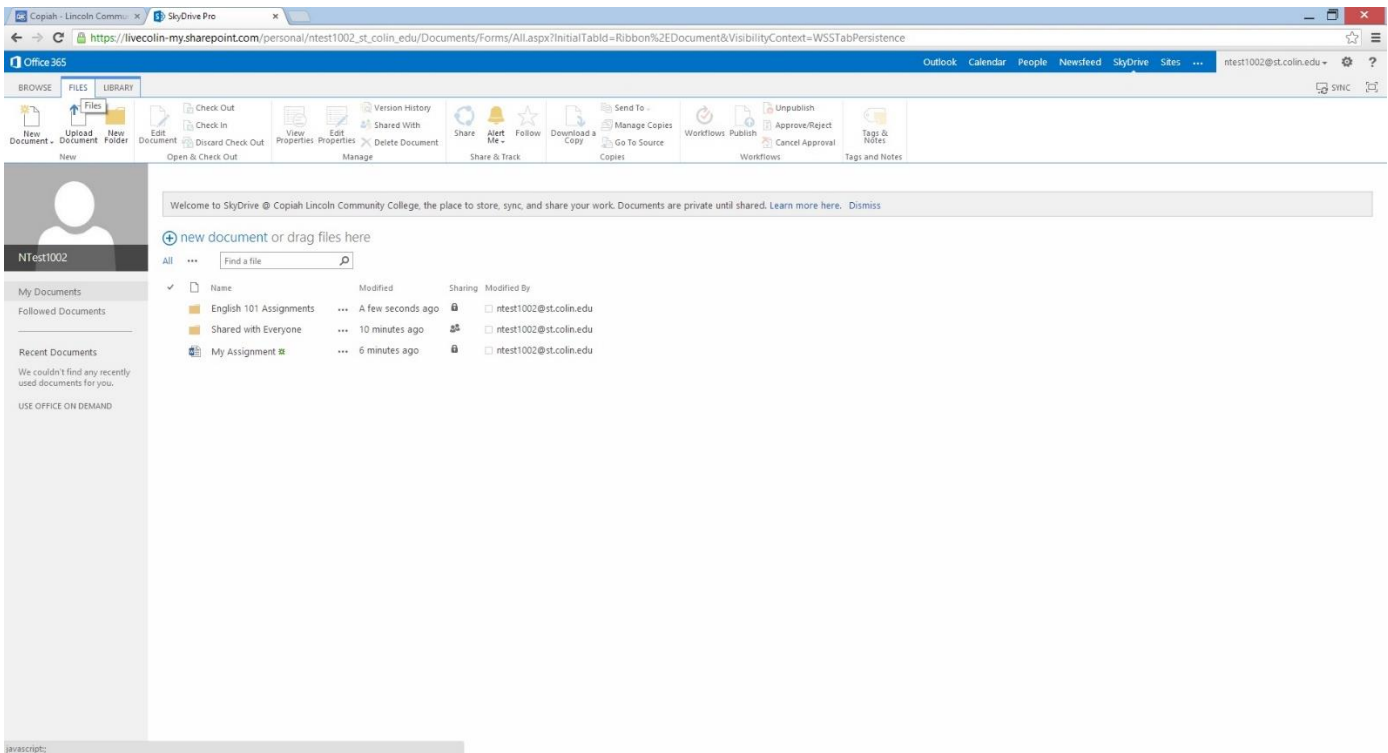 Copiah - Lincoln Commu
SkyDrive Pro
https://livecolin-my.sharepoint.com/personal/ntest1002_st_colin_edu/Documents/Forms/All.aspx?InitialTabId=Ribbon%2EDocument&VisibilityContext=WSSTabPersistence
Office 365
Outlook Calendar People Newsfeed SkyDrive Sites ... ntest1002@st.colin.edu ?
BROWSE FILES LIBRARY
SYNC
Files
New Document
Upload Document
New Folder
New
Edit Document
Check Out
Check In
Discard Check Out
Open & Check Out
View Properties
Edit Properties
Version History
Shared With
Delete Document
Manage
Share
Alert Me
Follow
Share & Track
Download a Copy
Send To
Manage Copies
Go To Source
Copies
Workflows
Publish
Unpublish
Approve/Reject
Cancel Approval
Workflows
Tags & Notes
Tags and Notes
NTest1002
My Documents
Followed Documents
Recent Documents
We couldn't find any recently
used documents for you.
USE OFFICE ON DEMAND
Welcome to SkyDrive @ Copiah Lincoln Community College, the place to store, sync, and share your work. Documents are private until shared. Learn more here. Dismiss
new document or drag files here
All ... Find a file
Name Modified Sharing Modified By
English 101 Assignments ... A few seconds ago ntest1002@st.colin.edu
Shared with Everyone ... 10 minutes ago ntest1002@st.colin.edu
My Assignment ... 6 minutes ago ntest1002@st.colin.edu
javascript:;